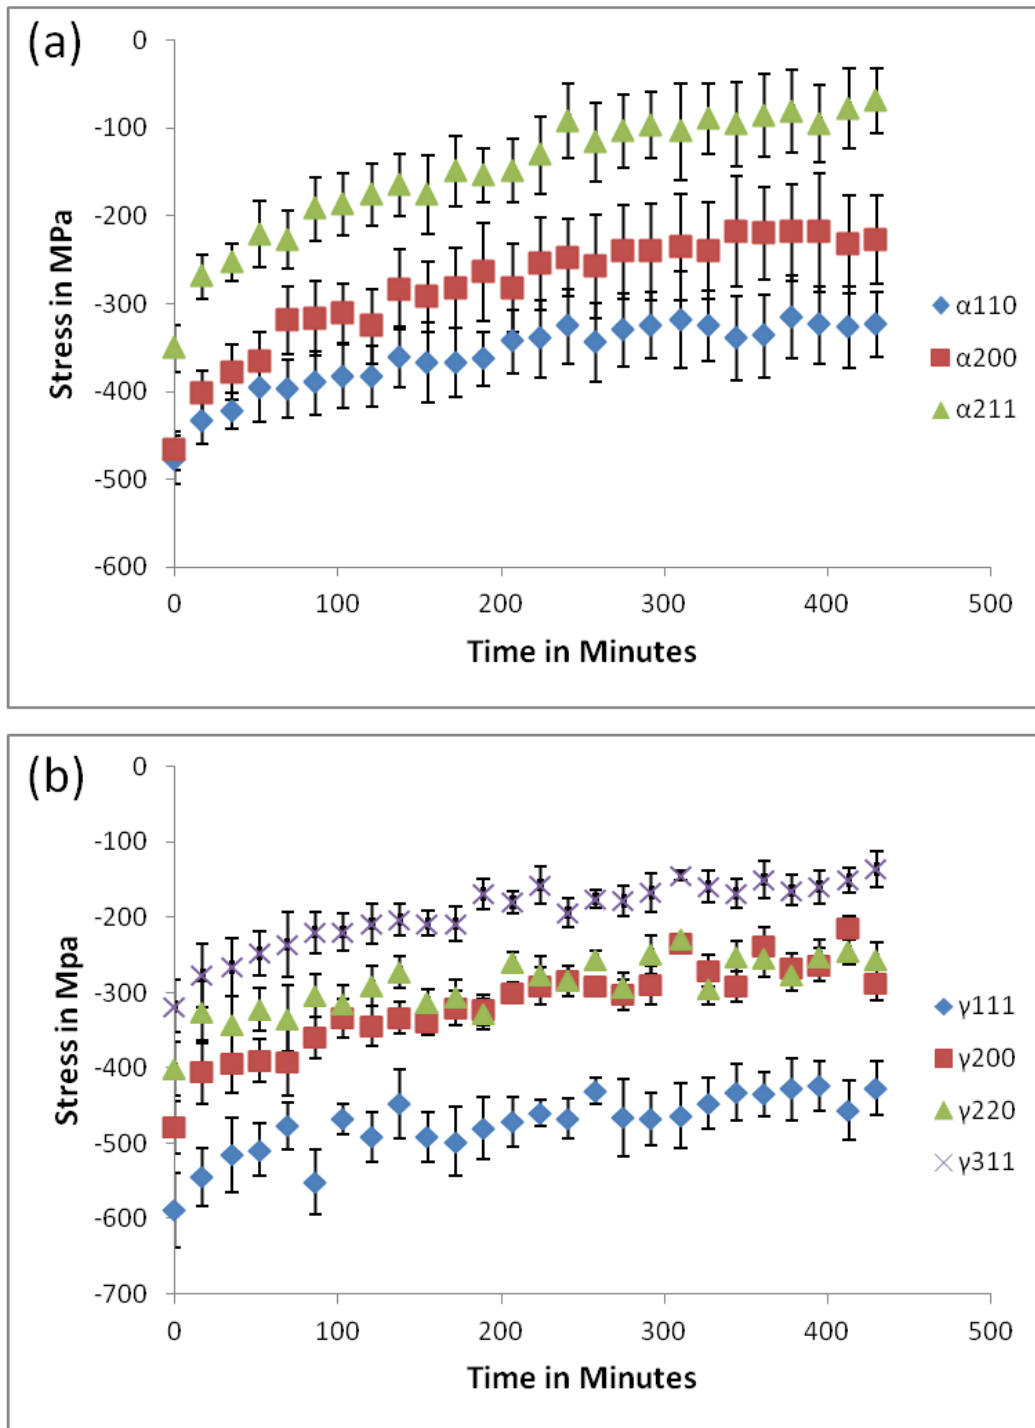 (a)
0
-100
-200
-300
-400
-500
-600
Stress in MPa
0 100 200 300 400 500
Time in Minutes
α110
α200
α211
(b)
0
-100
-200
-300
-400
-500
-600
-700
Stress in Mpa
0 100 200 300 400 500
Time in Minutes
γ111
γ200
γ220
γ311